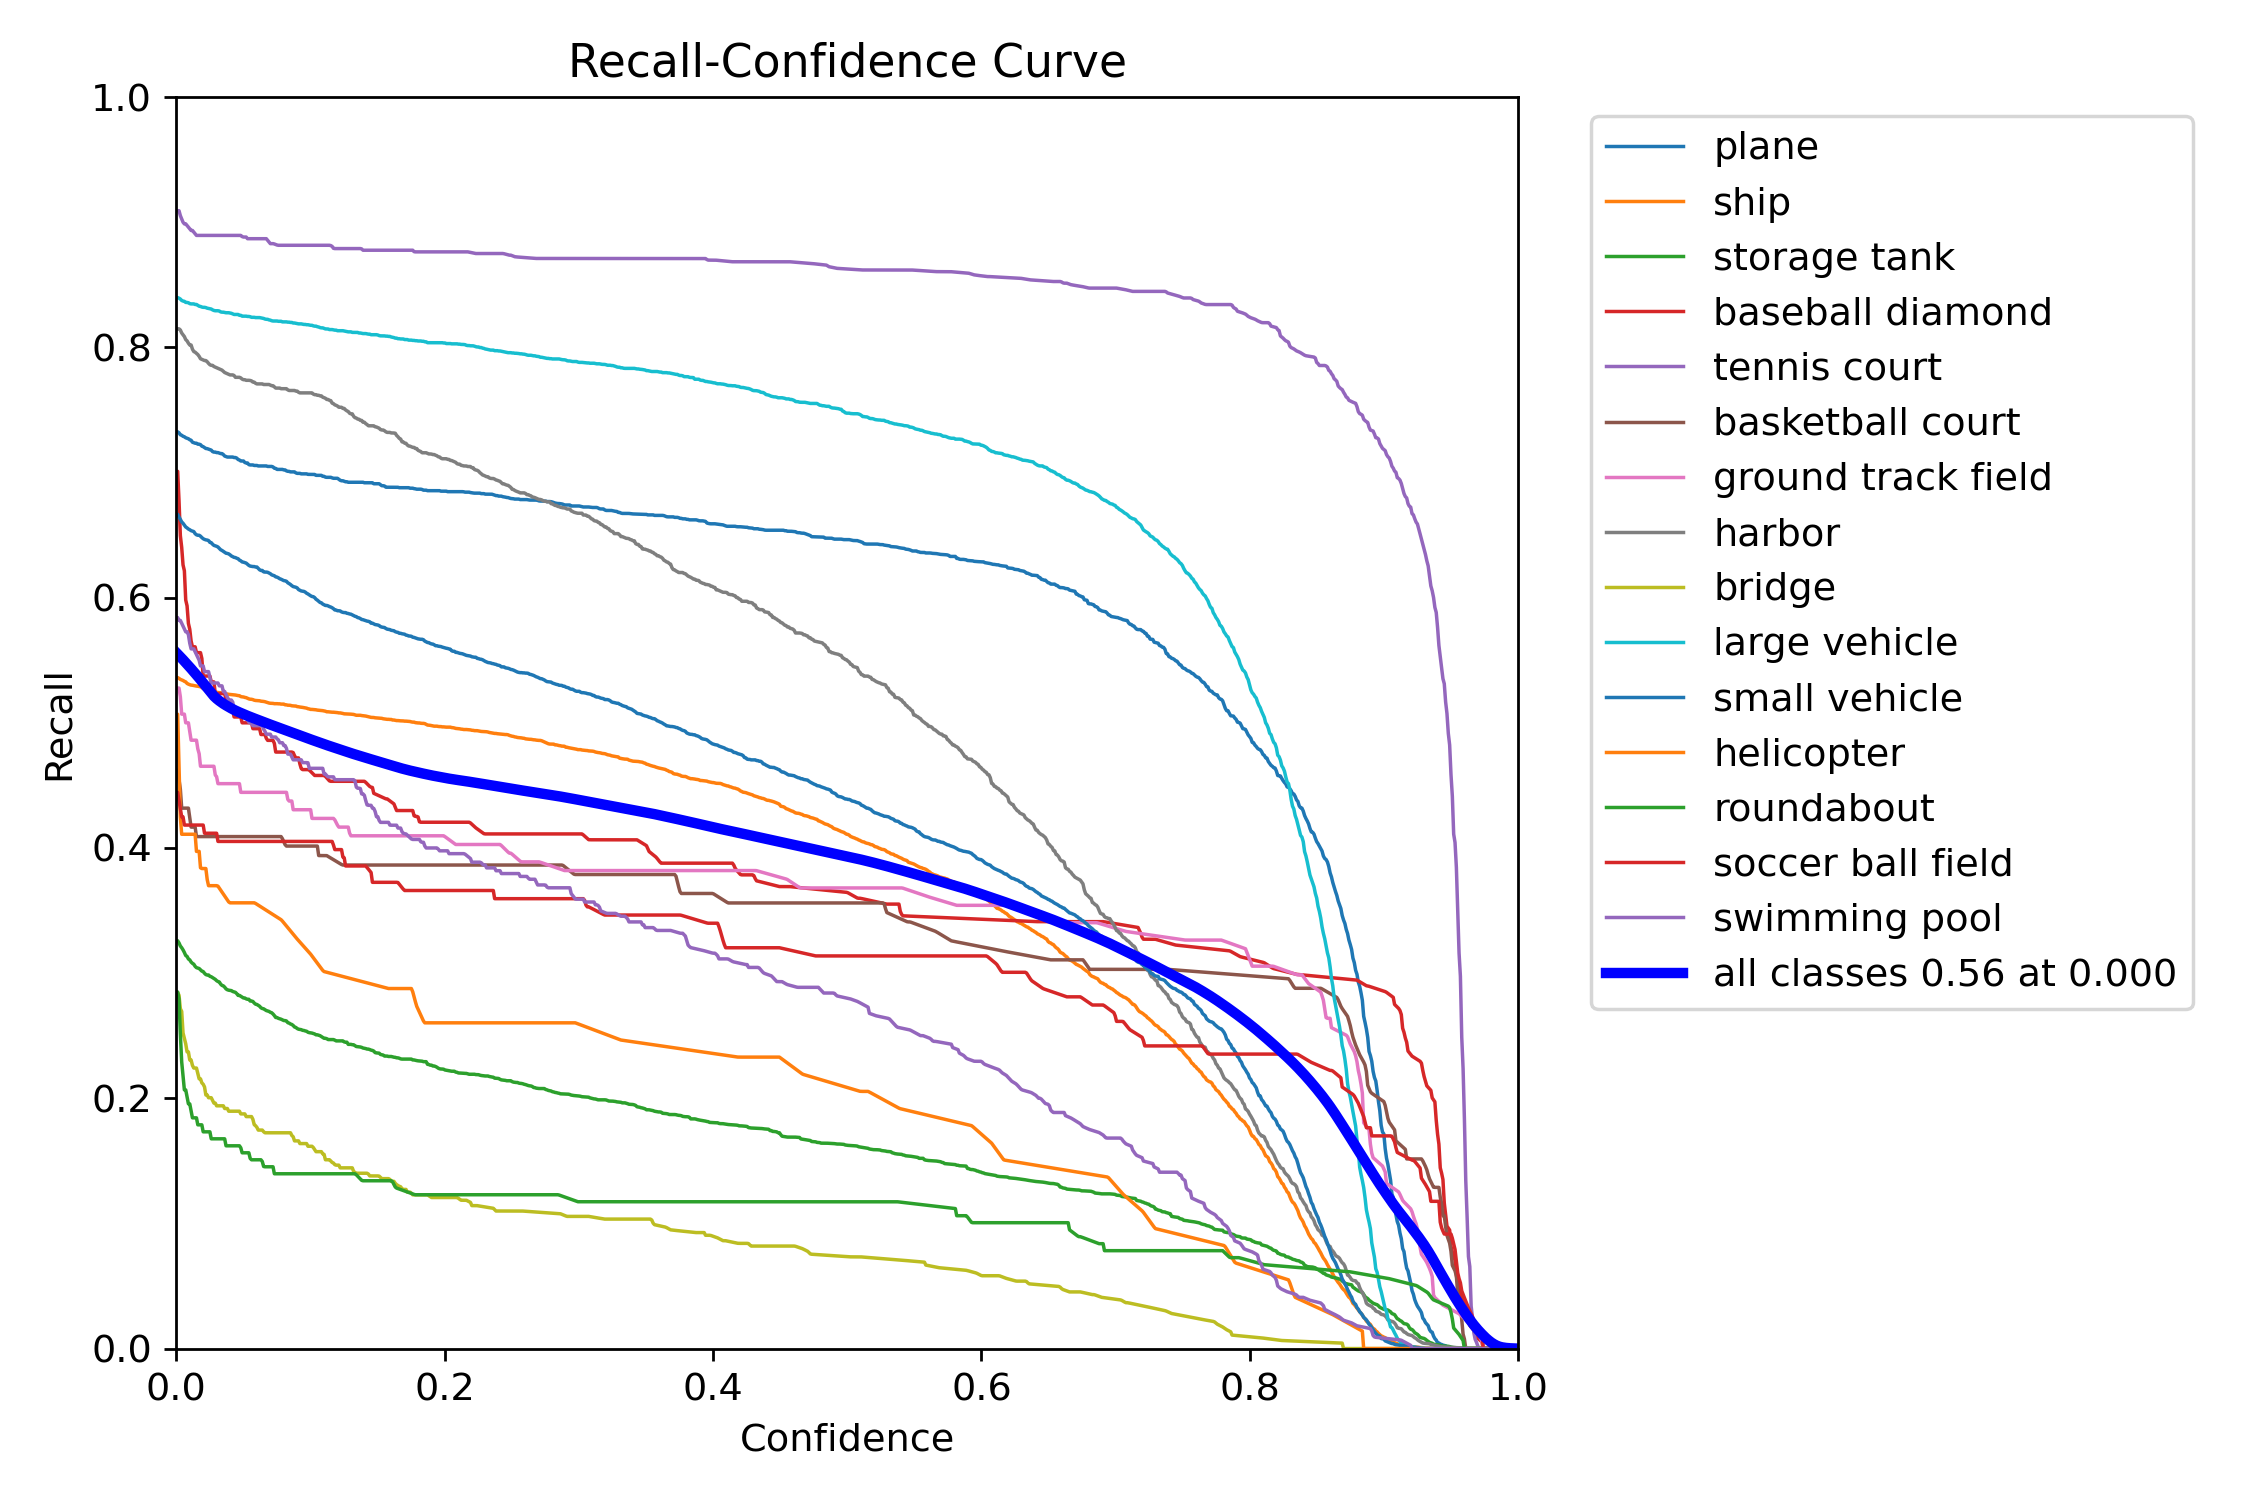 Recall-Confidence Curve
1.0
0.8
0.6
0.4
0.2
0.0
Recall
0.0 0.2 0.4 0.6 0.8 1.0
Confidence
plane
ship
storage tank
baseball diamond
tennis court
basketball court
ground track field
harbor
bridge
large vehicle
small vehicle
helicopter
roundabout
soccer ball field
swimming pool
all classes 0.56 at 0.000